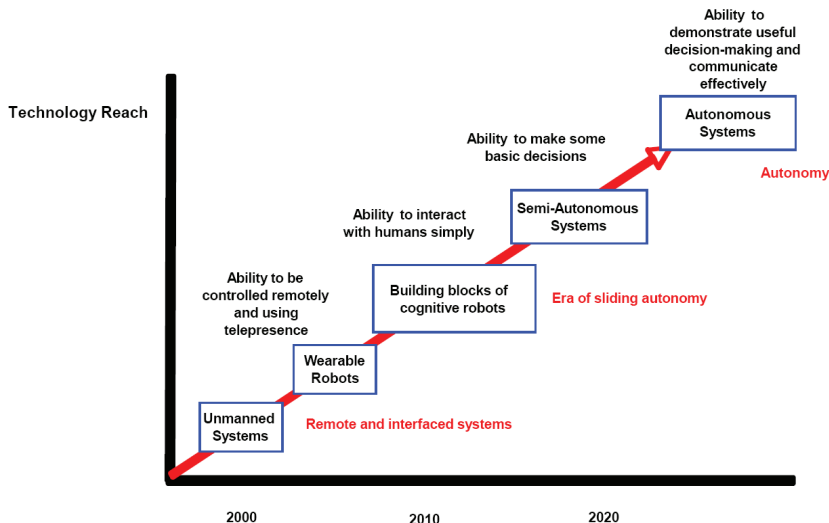 Ability to
demonstrate useful
decision-making and
communicate
effectively
Technology Reach
Autonomous
Systems
Ability to make some
basic decisions
Autonomy
Semi-Autonomous
Systems
Ability to interact
with humans simply
Ability to be
controlled remotely
and using
telepresence
Building blocks of
cognitive robots
Era of sliding autonomy
Wearable
Robots
Unmanned
Systems
Remote and interfaced systems
2000
2010
2020